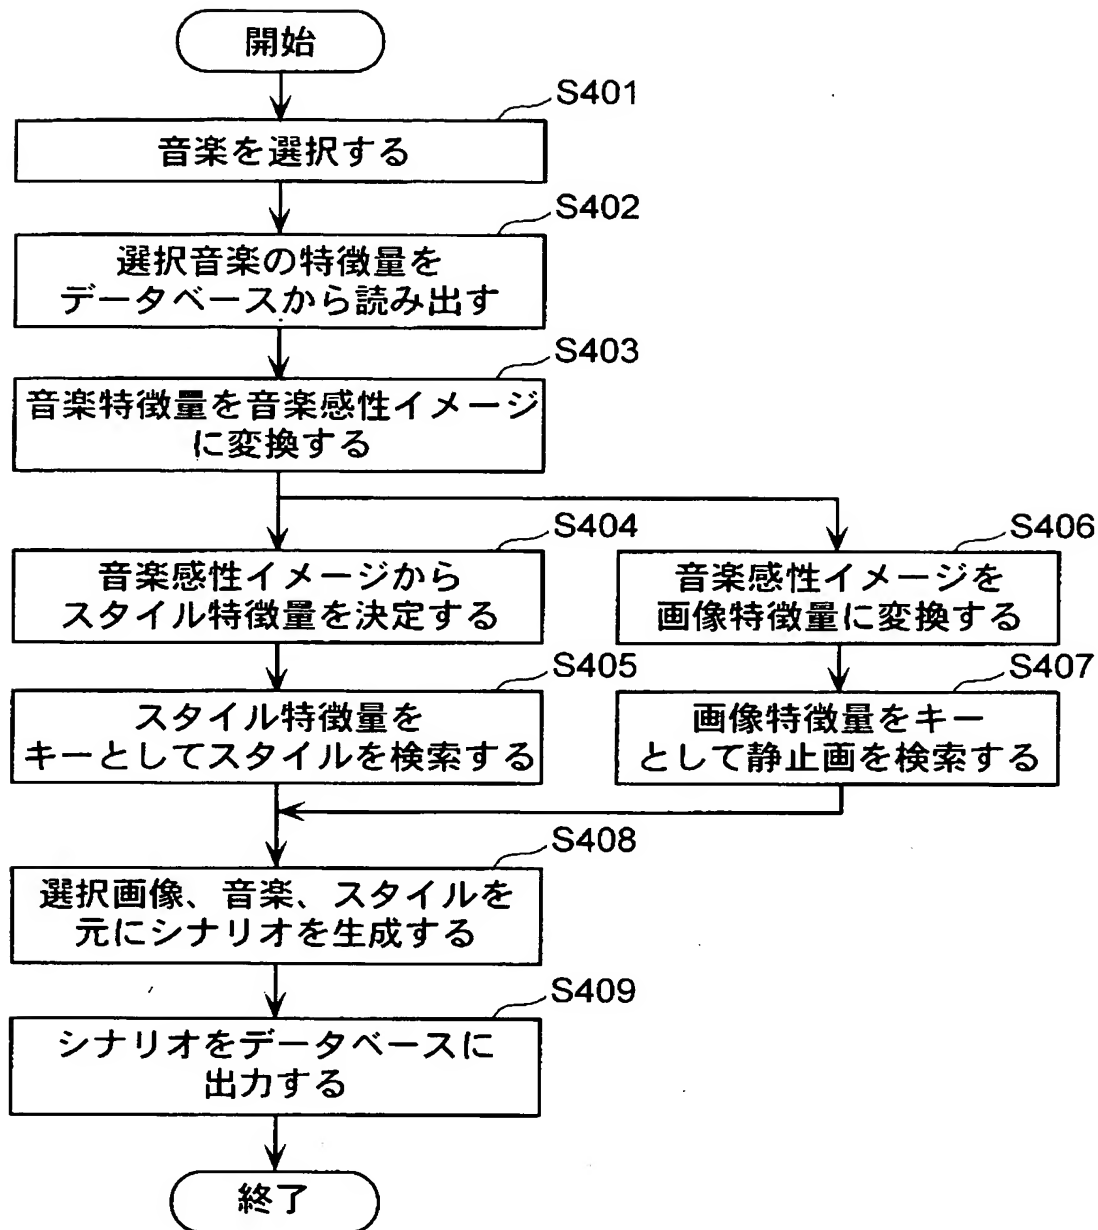 開始
S401
音楽を選択する
S402
選択音楽の特徴量を
データベースから読み出す
S403
音楽特徴量を音楽感性イメージ
に変換する
S404
音楽感性イメージから
スタイル特徴量を決定する
S405
スタイル特徴量を
キーとしてスタイルを検索する
S406
音楽感性イメージを
画像特徴量に変換する
S407
画像特徴量をキー
として静止画を検索する
S408
選択画像、音楽、スタイルを
元にシナリオを生成する
S409
シナリオをデータベースに
出力する
終了